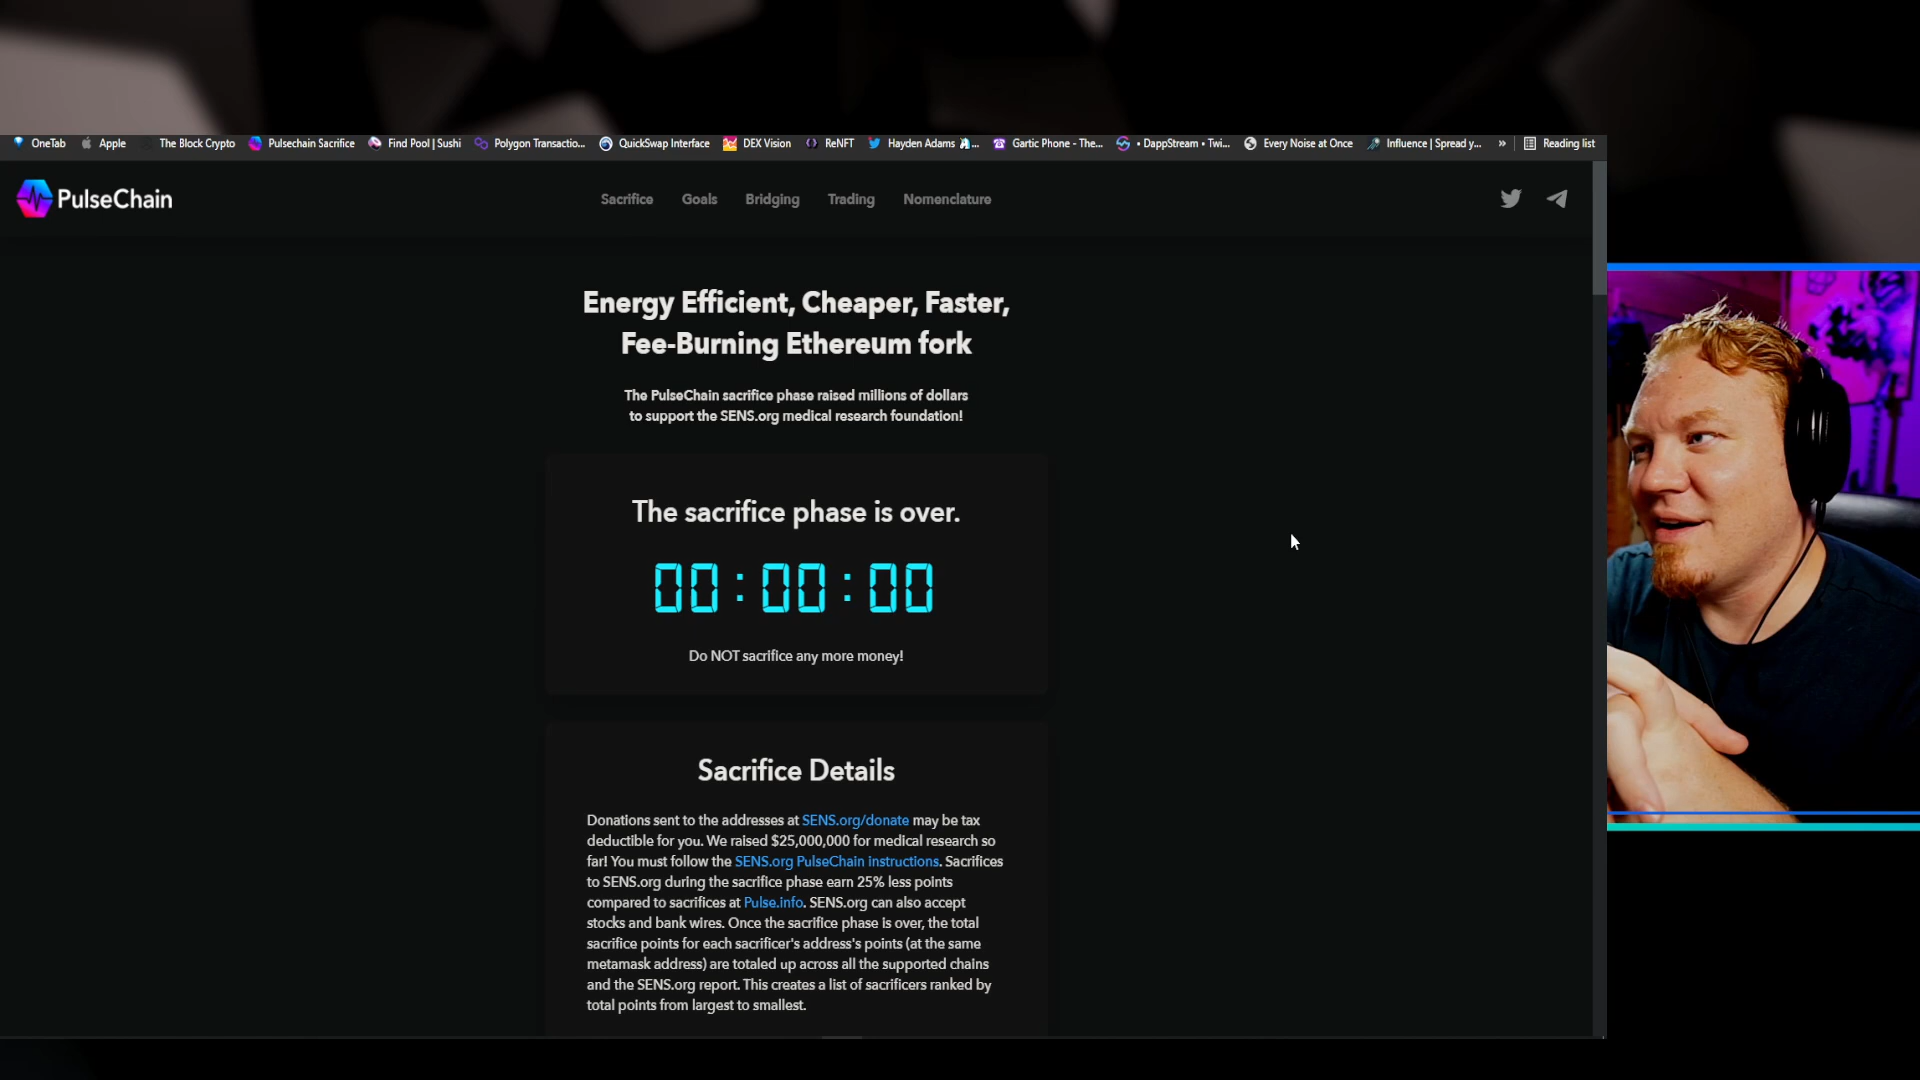 OneTab Apple The Block Crypto Pulsechain Sacrifice Find Pool | Sushi Polygon Transactio... QuickSwap Interface DEX Vision ReNFT Hayden Adams ... Gartic Phone - The... • DappStream • Twi... Every Noise at Once Influence | Spread y... » Reading list
PulseChain Sacrifice Goals Bridging Trading Nomenclature
Energy Efficient, Cheaper, Faster,
Fee-Burning Ethereum fork
The PulseChain sacrifice phase raised millions of dollars
to support the SENS.org medical research foundation!
The sacrifice phase is over.
00:00:00
Do NOT sacrifice any more money!
Sacrifice Details
Donations sent to the addresses at SENS.org/donate may be tax
deductible for you. We raised $25,000,000 for medical research so
far! You must follow the SENS.org PulseChain instructions. Sacrifices
to SENS.org during the sacrifice phase earn 25% less points
compared to sacrifices at Pulse.info. SENS.org can also accept
stocks and bank wires. Once the sacrifice phase is over, the total
sacrifice points for each sacrificer's address's points (at the same
metamask address) are totaled up across all the supported chains
and the SENS.org report. This creates a list of sacrificers ranked by
total points from largest to smallest.